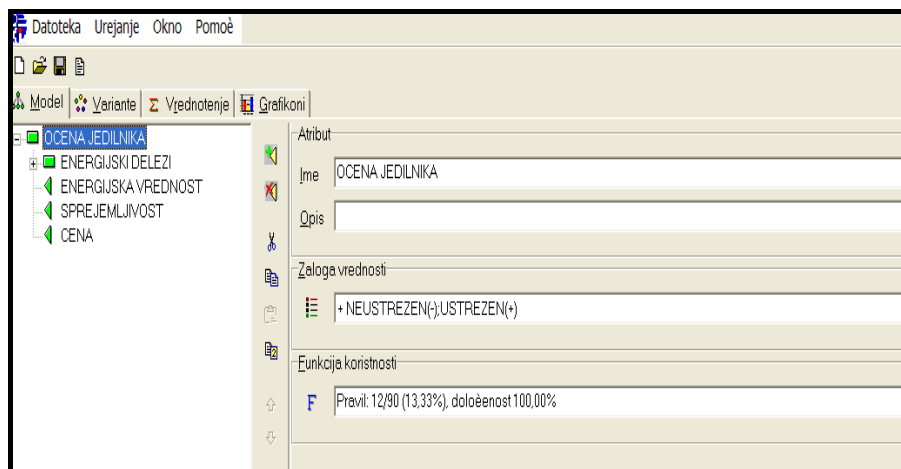 Datoteka Urejanje Okno Pomoè
Model Variante Σ Vrednotenje Grafikoni
OCENA JEDILNIKA
ENERGIJSKI DELEZI
ENERGIJSKA VREDNOST
SPREJEMLJIVOST
CENA
Atribut
Ime OCENA JEDILNIKA
Opis
Zaloga vrednosti
+ NEUSTREZEN(-);USTREZEN(+)
Funkcija koristnosti
F Pravil: 12/90 (13,33%), doloèenost 100,00%